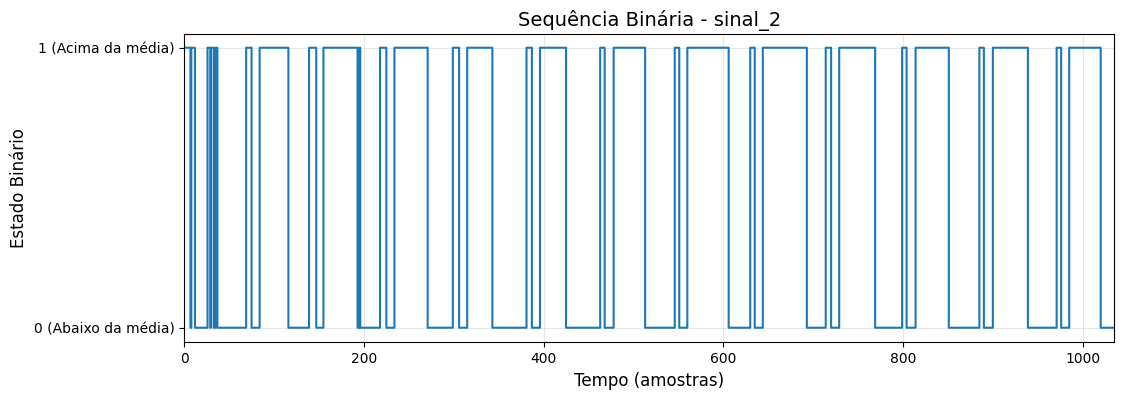 Sequência Binária - sinal_2
Estado Binário
1 (Acima da média)
0 (Abaixo da média)
0 200 400 600 800 1000
Tempo (amostras)